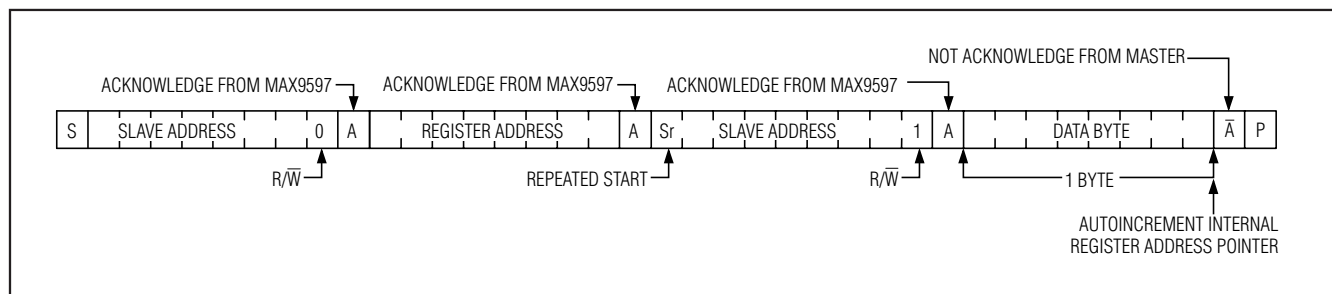 NOT ACKNOWLEDGE FROM MASTER
ACKNOWLEDGE FROM MAX9597 ACKNOWLEDGE FROM MAX9597 ACKNOWLEDGE FROM MAX9597
S SLAVE ADDRESS 0 A REGISTER ADDRESS A Sr SLAVE ADDRESS 1 A DATA BYTE A̅ P
R/W̅ REPEATED START R/W̅ 1 BYTE
AUTOINCREMENT INTERNAL
REGISTER ADDRESS POINTER